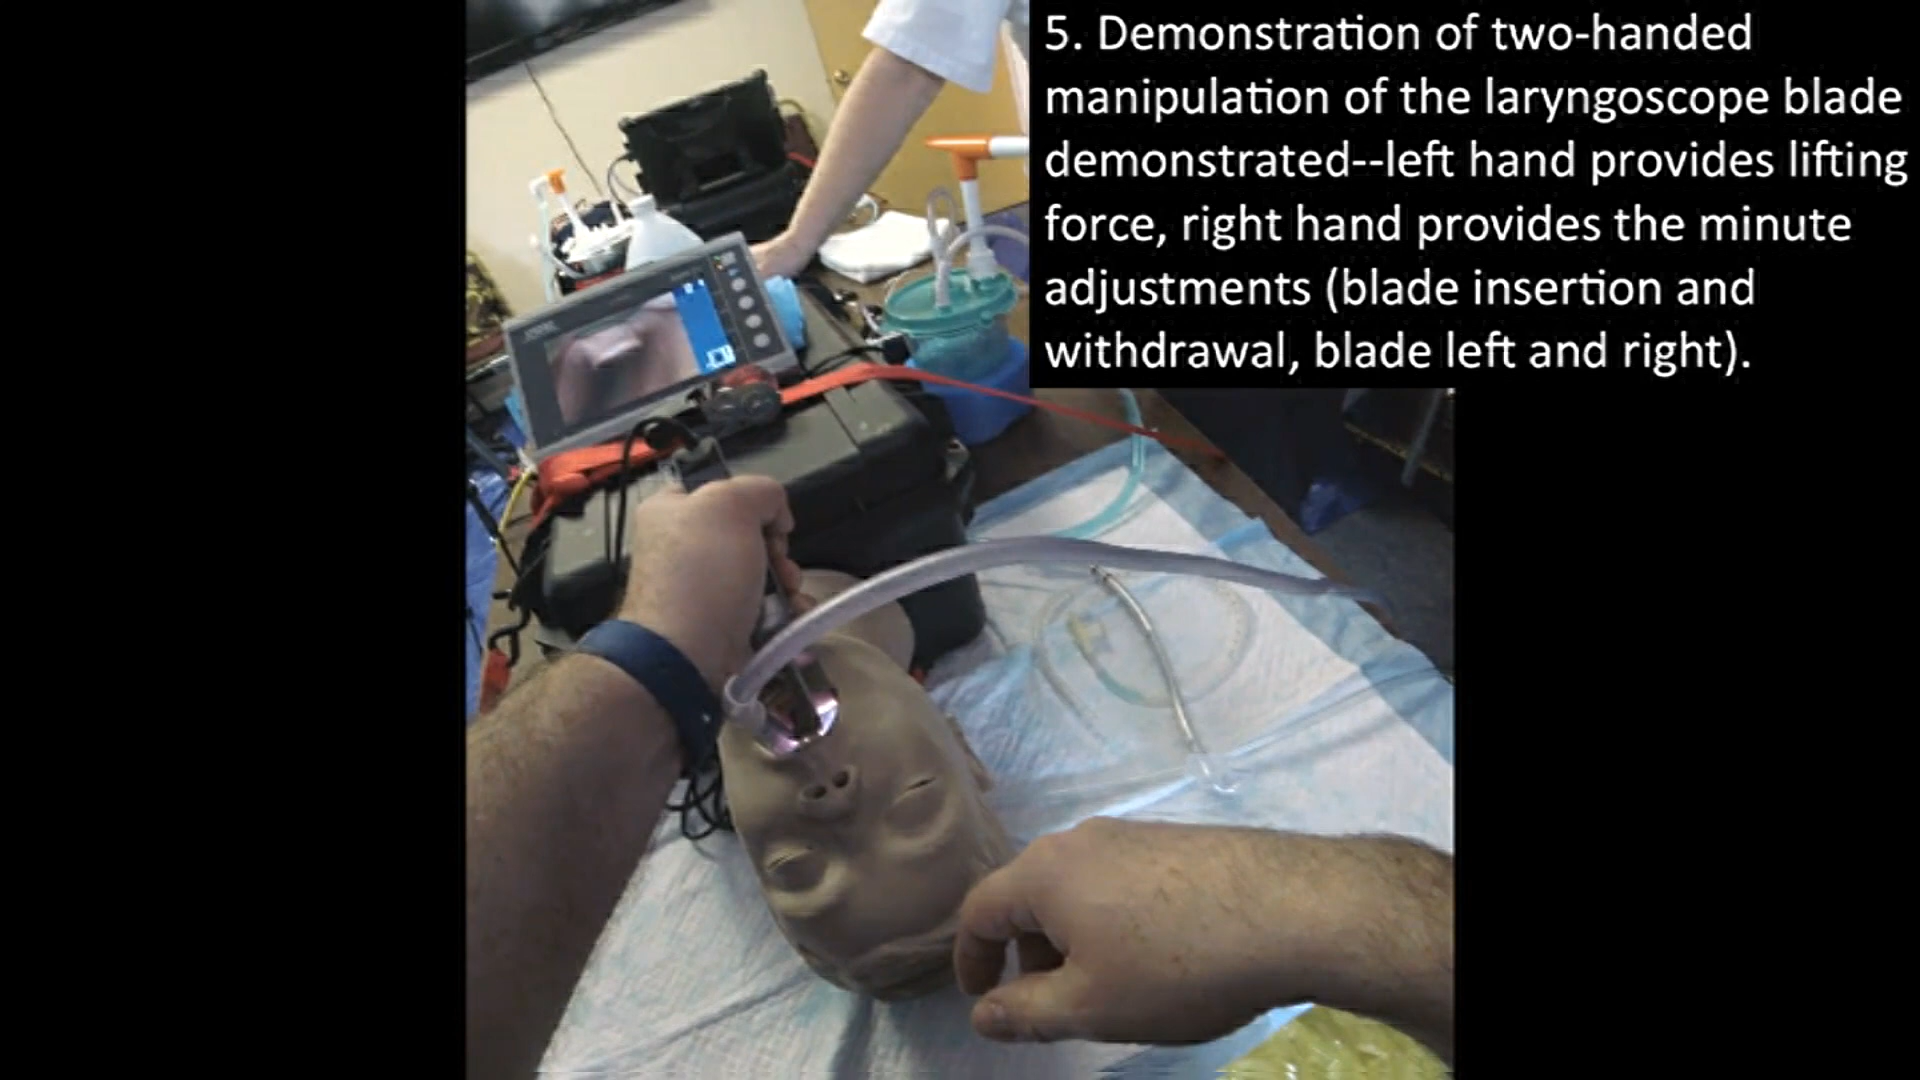 5. Demonstration of two-handed
manipulation of the laryngoscope blade
demonstrated--left hand provides lifting
force, right hand provides the minute
adjustments (blade insertion and
withdrawal, blade left and right).